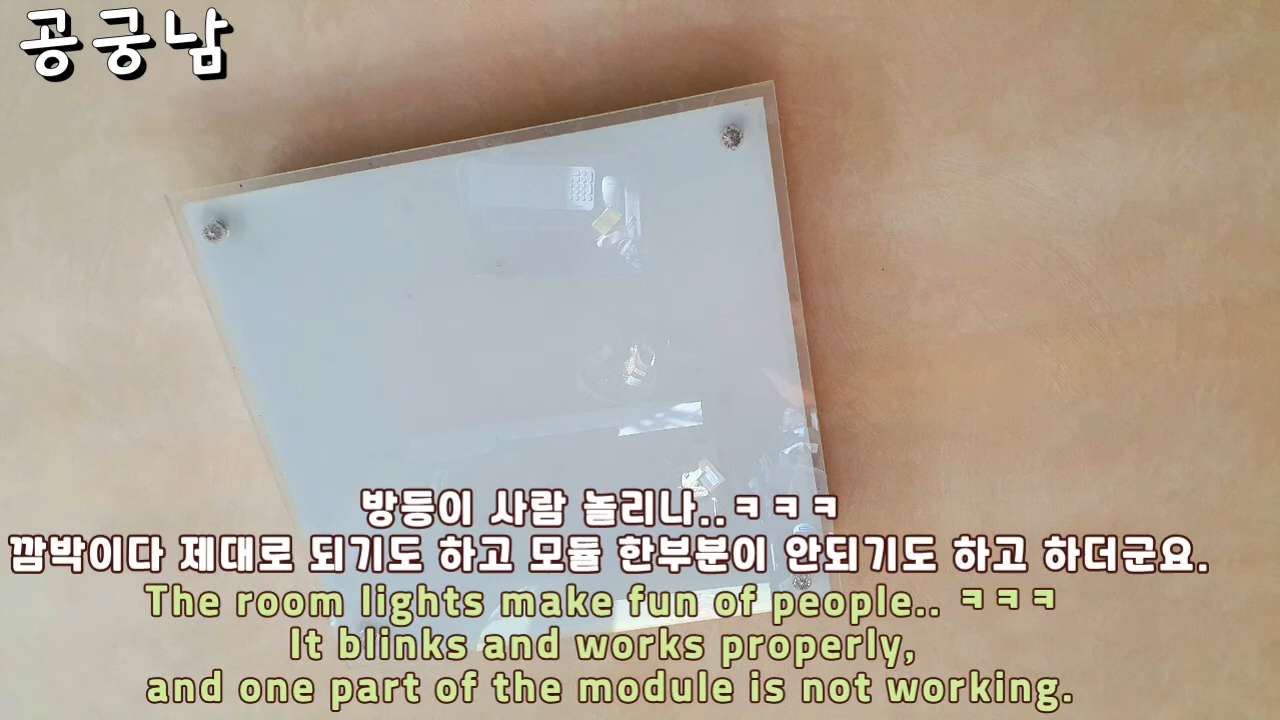 공궁남
방등이 사람 놀리나..ㅋㅋㅋ
깜박이다 제대로 되기도 하고 모듈 한부분이 안되기도 하고 하더군요.
The room lights make fun of people.. ㅋㅋㅋ
It blinks and works properly,
and one part of the module is not working.